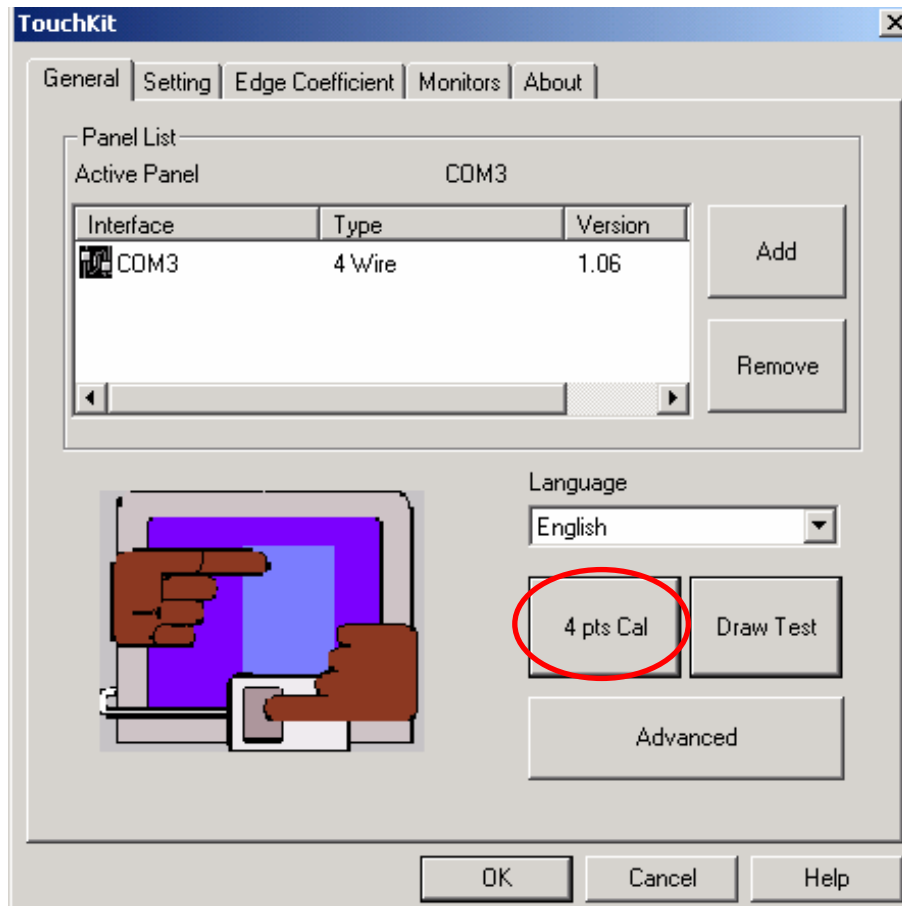 TouchKit
General Setting Edge Coefficient Monitors About
Panel List
Active Panel COM3
Interface Type Version
COM3 4 Wire 1.06
Add
Remove
Language
English
4 pts Cal Draw Test
Advanced
OK Cancel Help